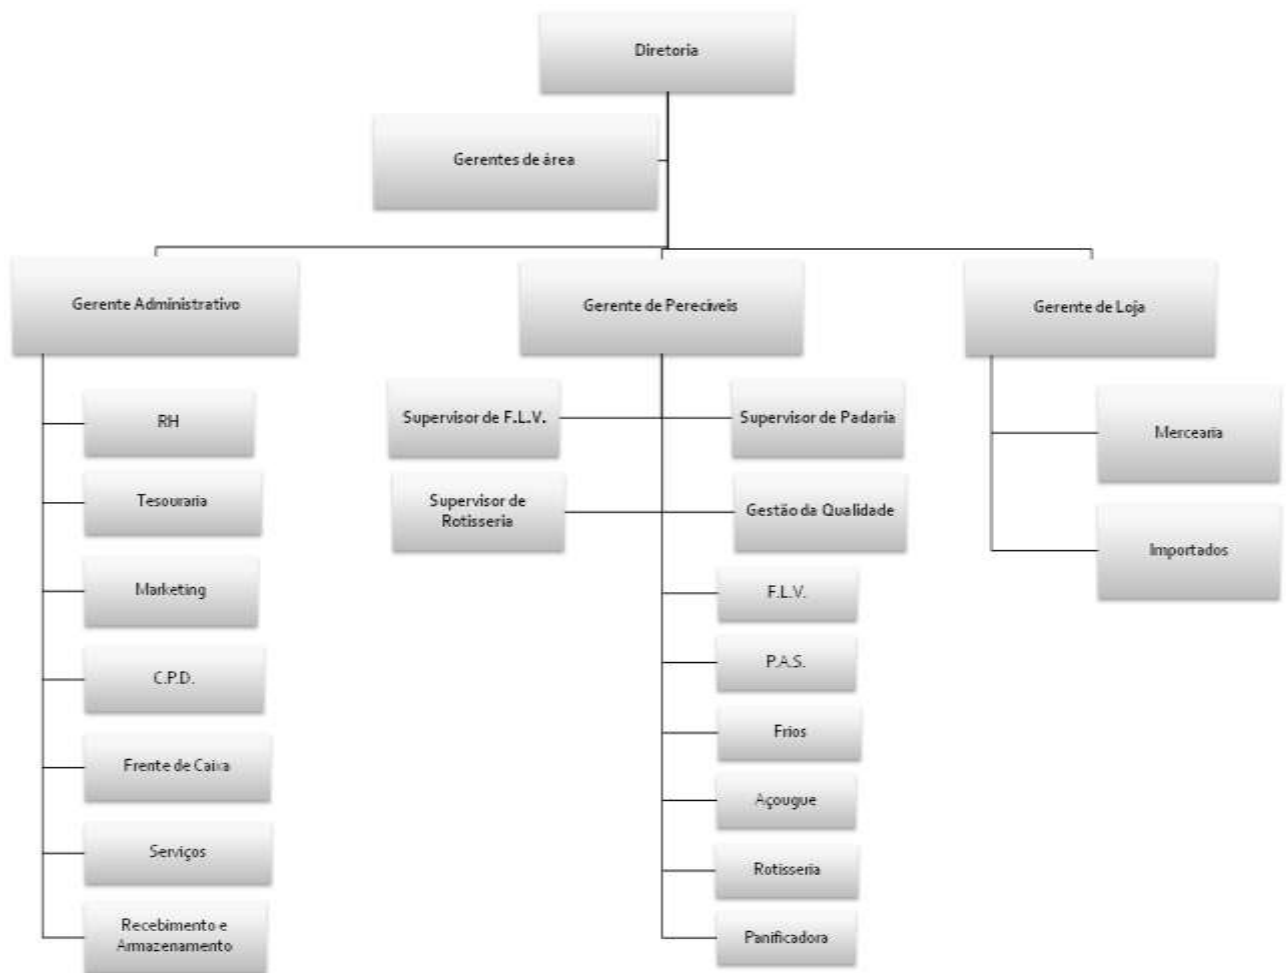 Diretoria
Gerentes de área
Gerente Administrativo
Gerente de Perecíveis
Gerente de Loja
RH
Tesouraria
Marketing
C.P.D.
Frente de Caixa
Serviços
Recebimento e
Armazenamento
Supervisor de F.L.V.
Supervisor de Padaria
Supervisor de
Rotisseria
Gestão da Qualidade
F.L.V.
P.A.S.
Frios
Açougue
Rotisseria
Panificadora
Mercearia
Importados